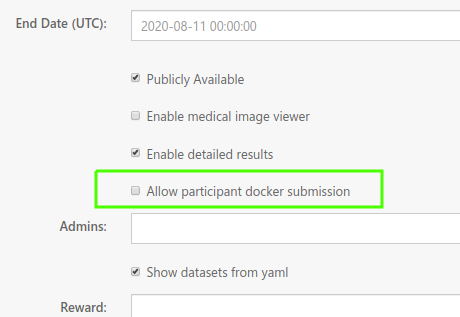 End Date (UTC):
2020-08-11 00:00:00
Publicly Available
Enable medical image viewer
Enable detailed results
Allow participant docker submission
Admins:
Show datasets from yaml
Reward: